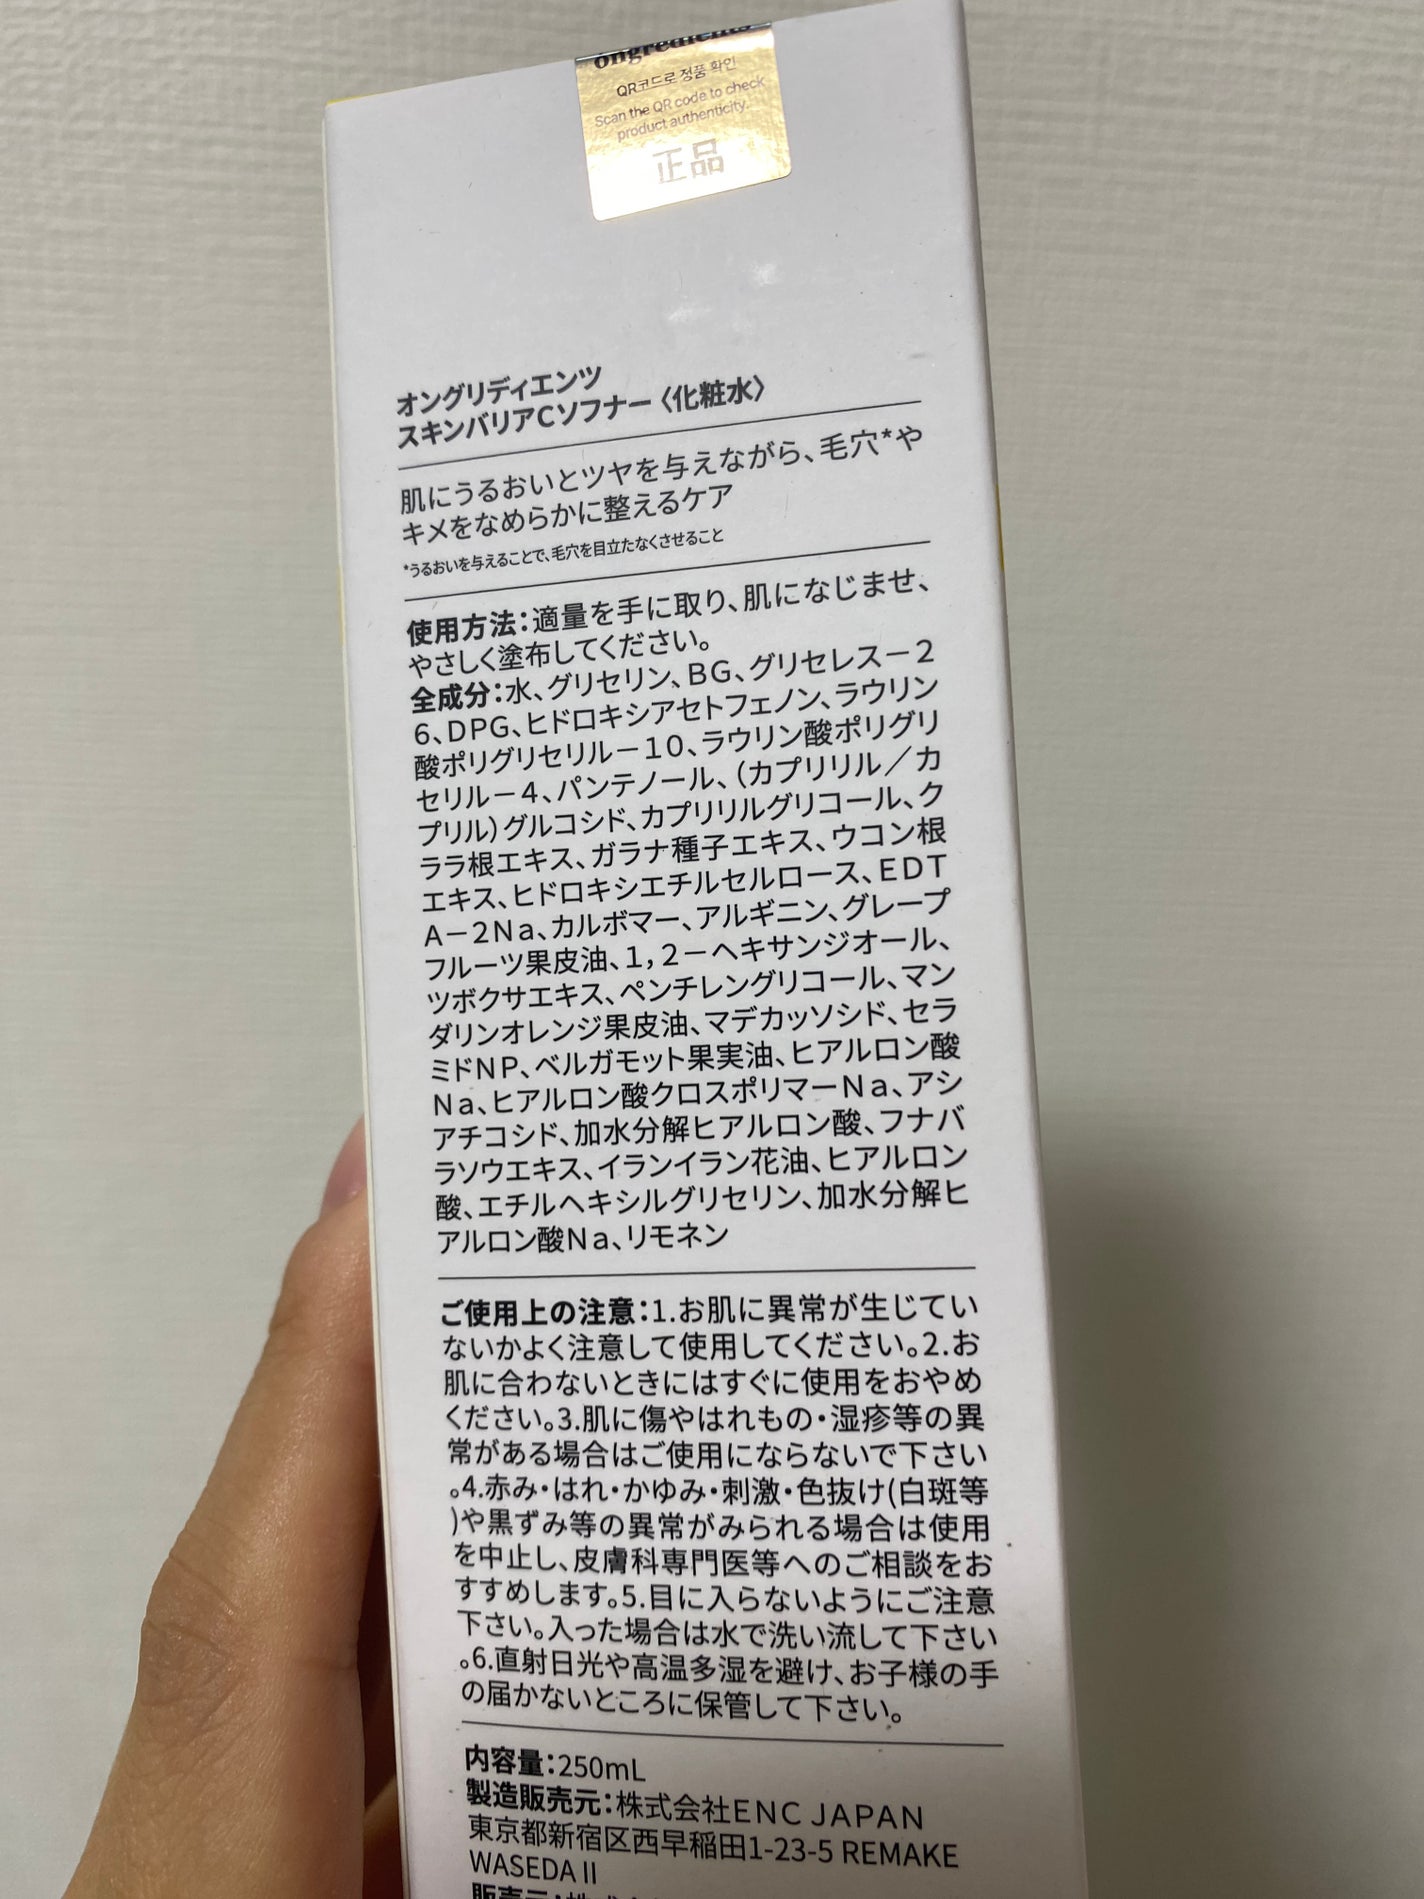 ongredients
QR코드로 정품 확인
Scan the QR code to check
product authenticity.
正品
オングリディエンツ
スキンバリアCソフナー〈化粧水〉
肌にうるおいとツヤを与えながら、毛穴*や
キメをなめらかに整えるケア
*うるおいを与えることで、毛穴を目立たなくさせること
使用方法：適量を手に取り、肌になじませ、
やさしく塗布してください。
全成分：水、グリセリン、BG、グリセレス－２
６、DPG、ヒドロキシアセトフェノン、ラウリン
酸ポリグリセリル－１０、ラウリン酸ポリグリ
セリル－４、パンテノール、（カプリリル／カ
プリル）グルコシド、カプリリルグリコール、ク
ララ根エキス、ガラナ種子エキス、ウコン根
エキス、ヒドロキシエチルセルロース、ＥＤＴ
Ａ－２Ｎａ、カルボマー、アルギニン、グレープ
フルーツ果皮油、１，２－ヘキサンジオール、
ツボクサエキス、ペンチレングリコール、マン
ダリンオレンジ果皮油、マデカッソシド、セラ
ミドNP、ベルガモット果実油、ヒアルロン酸
Ｎａ、ヒアルロン酸クロスポリマーＮａ、アシ
アチコシド、加水分解ヒアルロン酸、フナバ
ラソウエキス、イランイラン花油、ヒアルロン
酸、エチルヘキシルグリセリン、加水分解ヒ
アルロン酸Ｎａ、リモネン
ご使用上の注意：1.お肌に異常が生じてい
ないかよく注意して使用してください。2.お
肌に合わないときにはすぐに使用をおやめ
ください。3.肌に傷やはれもの・湿疹等の異
常がある場合はご使用にならないで下さい
。4.赤み・はれ・かゆみ・刺激・色抜け(白斑等
)や黒ずみ等の異常がみられる場合は使用
を中止し、皮膚科専門医等へのご相談をお
すすめします。5.目に入らないようにご注意
下さい。入った場合は水で洗い流して下さい
。6.直射日光や高温多湿を避け、お子様の手
の届かないところに保管して下さい。
内容量：250mL
製造販売元：株式会社ＥＮＣ ＪＡＰＡＮ
東京都新宿区西早稲田1-23-5 REMAKE
WASEDA II
販売元：株式会社